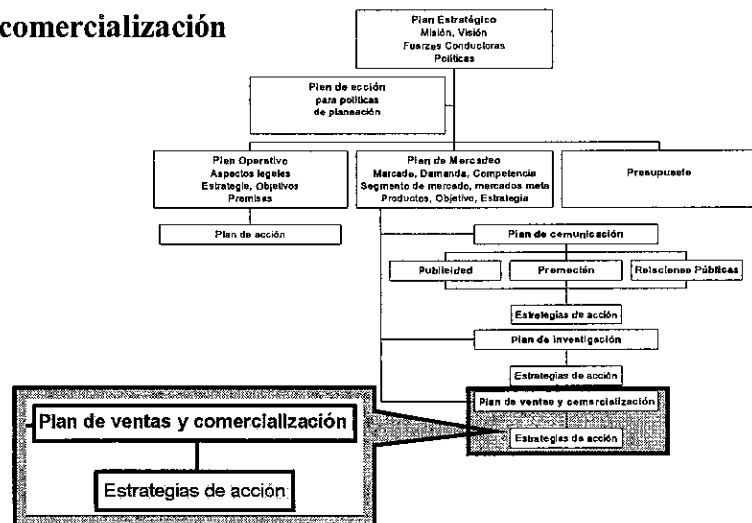 comercialización
Plan Estratégico
Misión, Visión
Fuerzas Conductoras
Políticas
Plan de acción
para políticas
de planeación
Plan Operativo
Aspectos legales
Estrategia, Objetivos
Premisas
Plan de Mercadeo
Mercado, Demanda, Competencia
Segmento de mercado, mercados meta
Productos, Objetivo, Estrategia
Presupuesto
Plan de acción
Plan de comunicación
Publicidad
Promoción
Relaciones Públicas
Estrategias de acción
Plan de investigación
Estrategias de acción
Plan de ventas y comercialización
Estrategias de acción
Plan de ventas y comercialización
Estrategias de acción